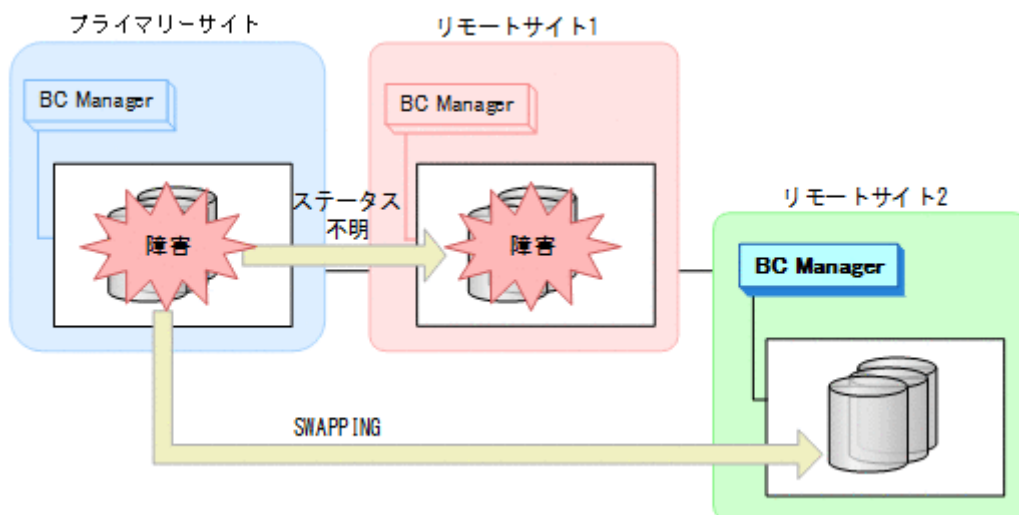 プライマリーサイト
リモートサイト1
BC Manager
BC Manager
ステータス
不明
障害
障害
リモートサイト2
BC Manager
SWAPPING